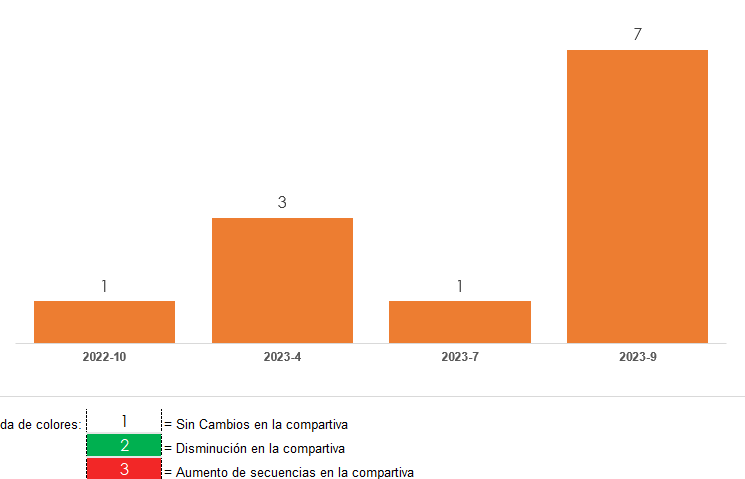 7
3
1
1
2022-10
2023-4
2023-7
2023-9
da de colores: 1 = Sin Cambios en la compartiva
2 = Disminución en la compartiva
3 = Aumento de secuencias en la compartiva